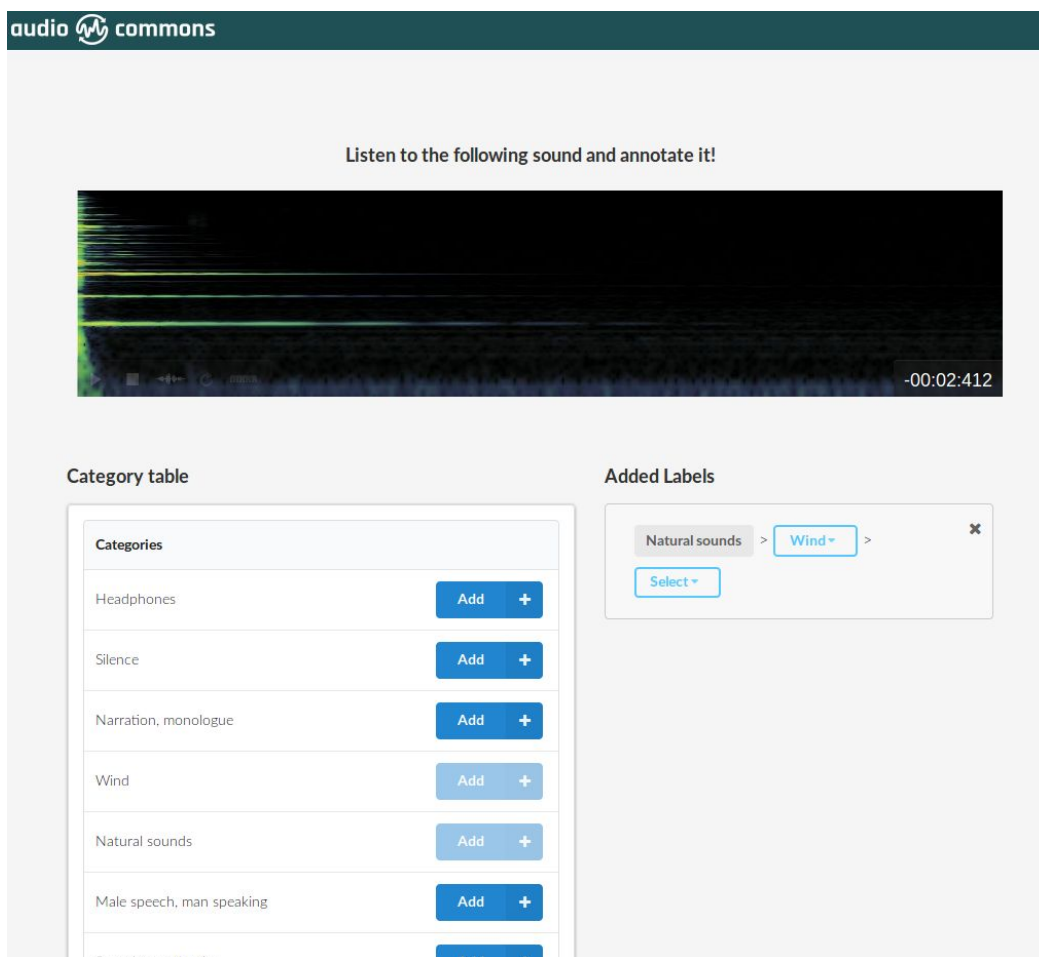 audio commons
Listen to the following sound and annotate it!
-00:02:412
Category table
Added Labels
Categories
Headphones Add +
Silence Add +
Narration, monologue Add +
Wind Add +
Natural sounds Add +
Male speech, man speaking Add +
Natural sounds > Wind >
Select